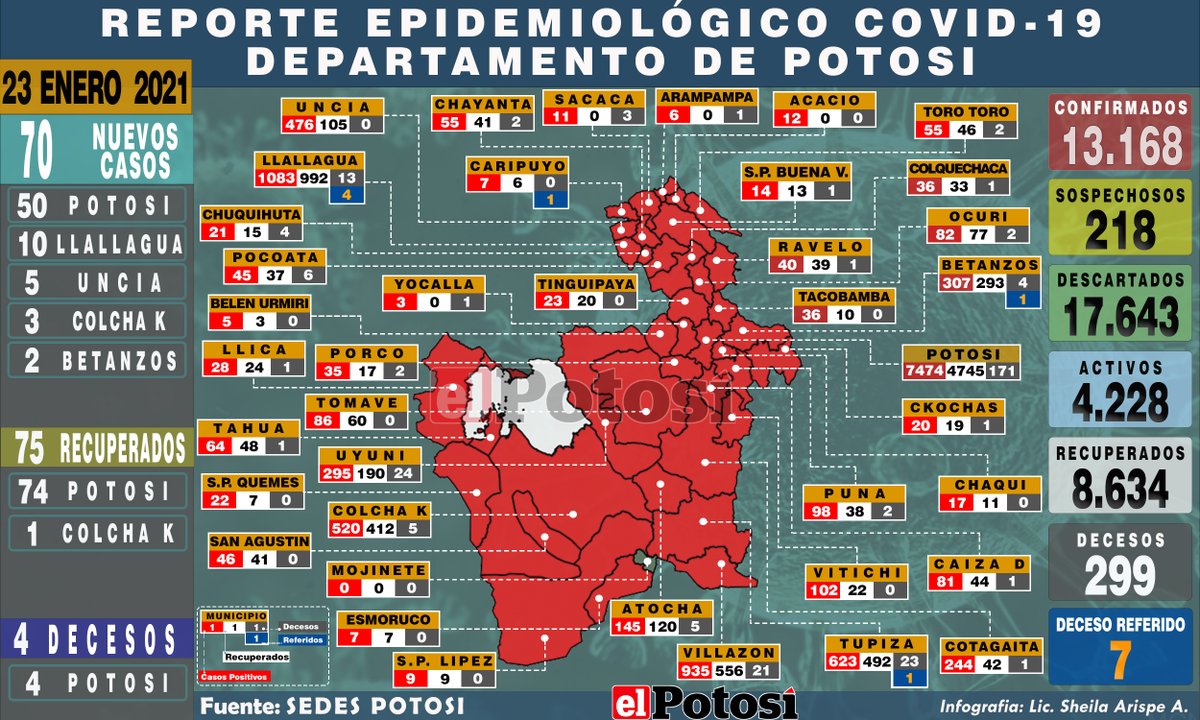 REPORTE EPIDEMIOLÓGICO COVID-19
DEPARTAMENTO DE POTOSI
23 ENERO 2021
70 NUEVOS CASOS
50 POTOSI
10 LLALLAGUA
5 UNCIA
3 COLCHA K
2 BETANZOS
75 RECUPERADOS
74 POTOSI
1 COLCHA K
4 DECESOS
4 POTOSI
UNCIA
476 105 0
CHAYANTA
55 41 2
SACACA
11 0 3
ARAMPAMPA
6 0 1
ACACIO
12 0 0
TORO TORO
55 46 2
LLALLAGUA
1083 992 13
4
CARIPUYO
7 6 0
1
S.P. BUENA V.
14 13 1
COLQUECHACA
36 33 1
CHUQUIHUTA
21 15 4
OCURI
82 77 2
POCOATA
45 37 6
RAVELO
40 39 1
YOCALLA
3 0 1
TINGUIPAYA
23 20 0
BETANZOS
307 293 4
1
BELEN URMIRI
5 3 0
TACOBAMBA
36 10 0
LLICA
28 24 1
PORCO
35 17 2
POTOSI
7474 4745 171
elPotosí
TOMAVE
86 60 0
CKOCHAS
20 19 1
TAHUA
64 48 1
UYUNI
295 190 24
S.P. QUEMES
22 7 0
PUNA
98 38 2
CHAQUI
17 11 0
COLCHA K
520 412 5
SAN AGUSTIN
46 41 0
MOJINETE
0 0 0
VITICHI
102 22 0
CAIZA D
81 44 1
ESMORUCO
7 7 0
ATOCHA
145 120 5
S.P. LIPEZ
9 9 0
VILLAZON
935 556 21
TUPIZA
623 492 23
1
COTAGAITA
244 42 1
MUNICIPIO
1 1 1 Decesos
1 Referidos
Recuperados
Casos Positivos
CONFIRMADOS
13.168
SOSPECHOSOS
218
DESCARTADOS
17.643
ACTIVOS
4.228
RECUPERADOS
8.634
DECESOS
299
DECESO REFERIDO
7
Fuente: SEDES POTOSI
elPotosí
Infografia: Lic. Sheila Arispe A.